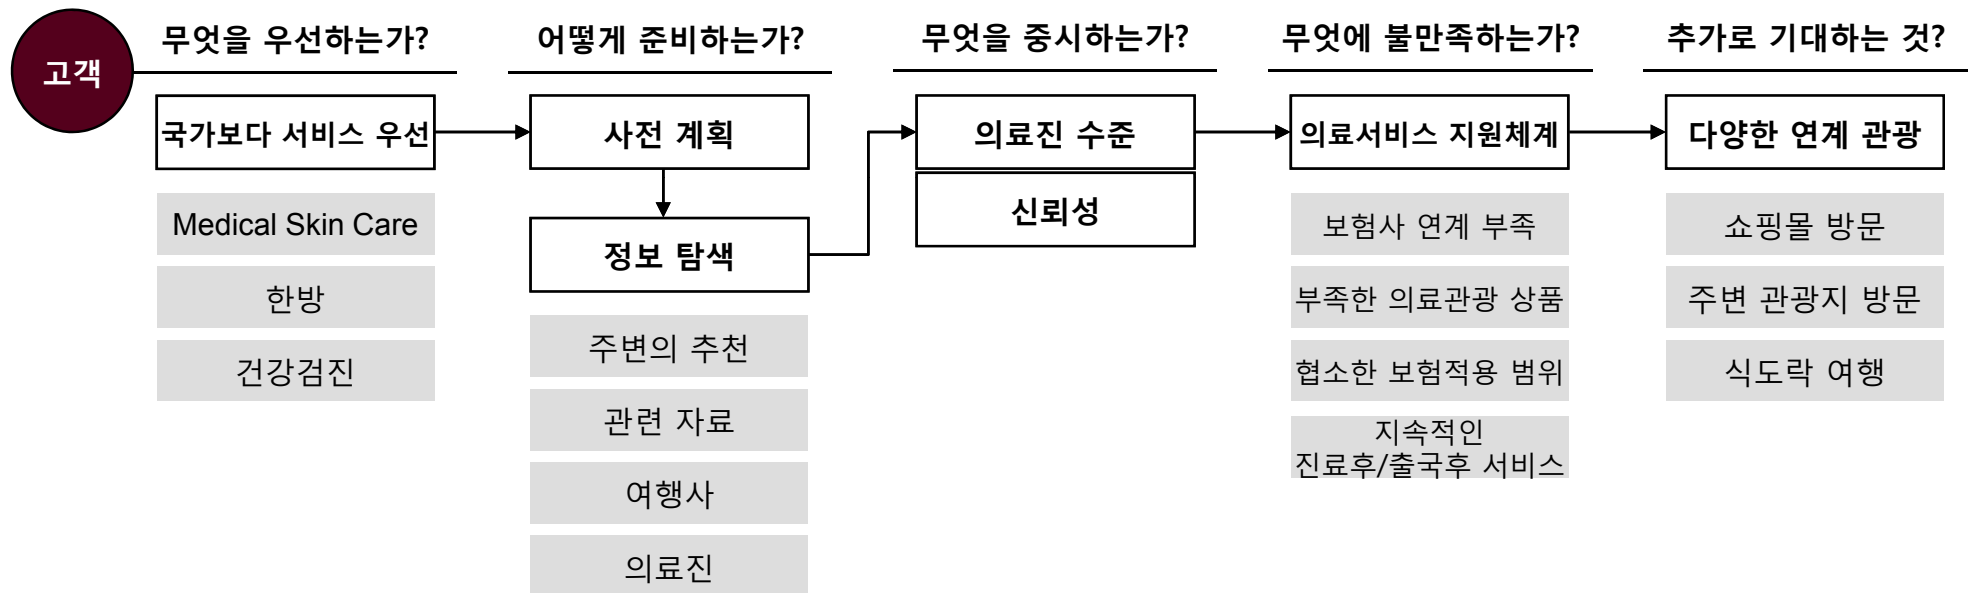 고객
무엇을 우선하는가?
국가보다 서비스 우선
Medical Skin Care
한방
건강검진
어떻게 준비하는가?
사전 계획
정보 탐색
주변의 추천
관련 자료
여행사
의료진
무엇을 중시하는가?
의료진 수준
신뢰성
무엇에 불만족하는가?
의료서비스 지원체계
보험사 연계 부족
부족한 의료관광 상품
협소한 보험적용 범위
지속적인
진료후/출국후 서비스
추가로 기대하는 것?
다양한 연계 관광
쇼핑몰 방문
주변 관광지 방문
식도락 여행